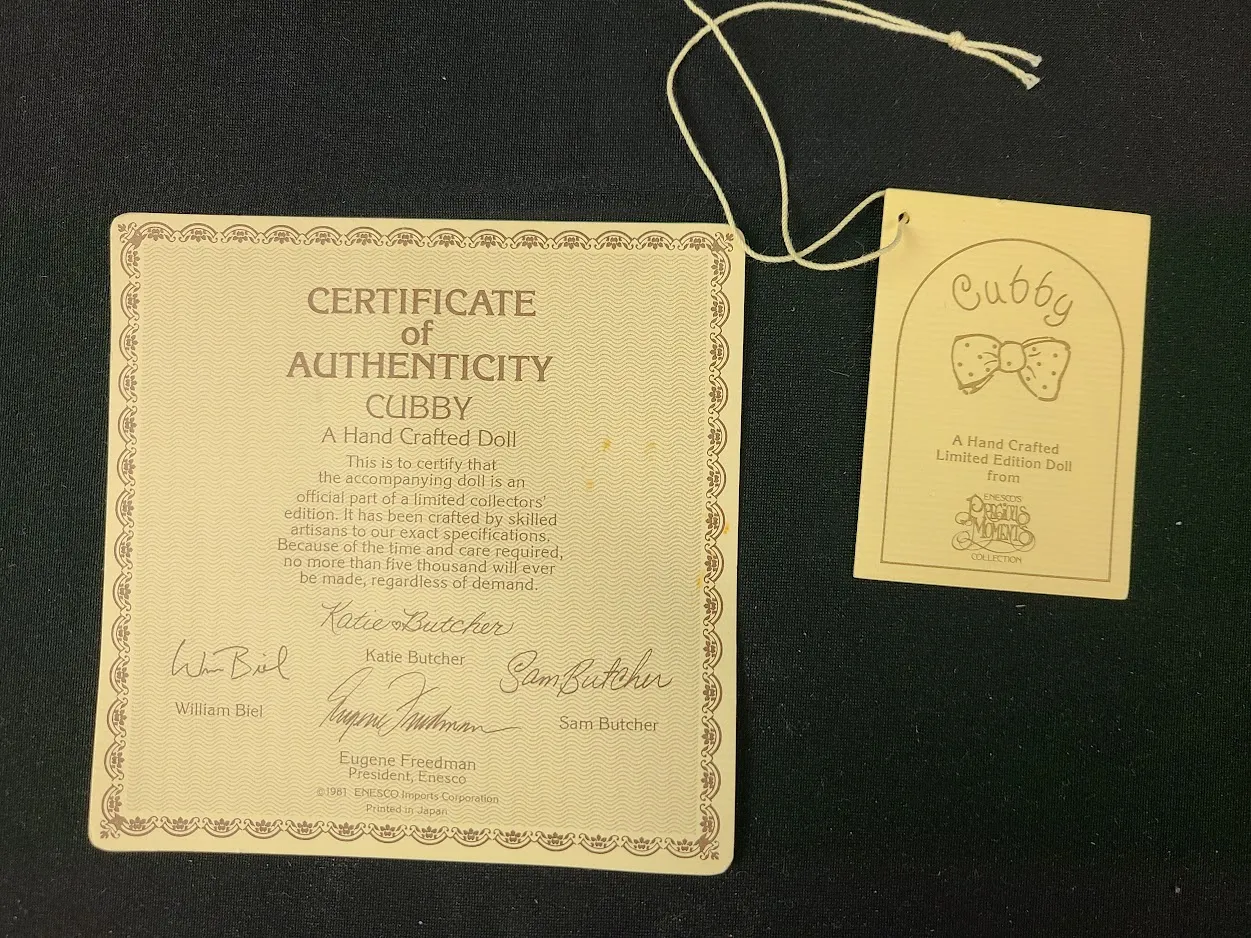 CERTIFICATE
of
AUTHENTICITY
CUBBY
A Hand Crafted Doll
This is to certify that
the accompanying doll is an
official part of a limited collectors'
edition. It has been crafted by skilled
artisans to our exact specifications.
Because of the time and care required,
no more than five thousand will ever
be made, regardless of demand.
Katie Butcher
Katie Butcher
Wm Biel
William Biel
Sam Butcher
Sam Butcher
Eugene Freedman
Eugene Freedman
President, Enesco
©1981 ENESCO Imports Corporation
Printed in Japan
Cubby
A Hand Crafted
Limited Edition Doll
from
ENESCO'S
PRECIOUS
MOMENTS
COLLECTION